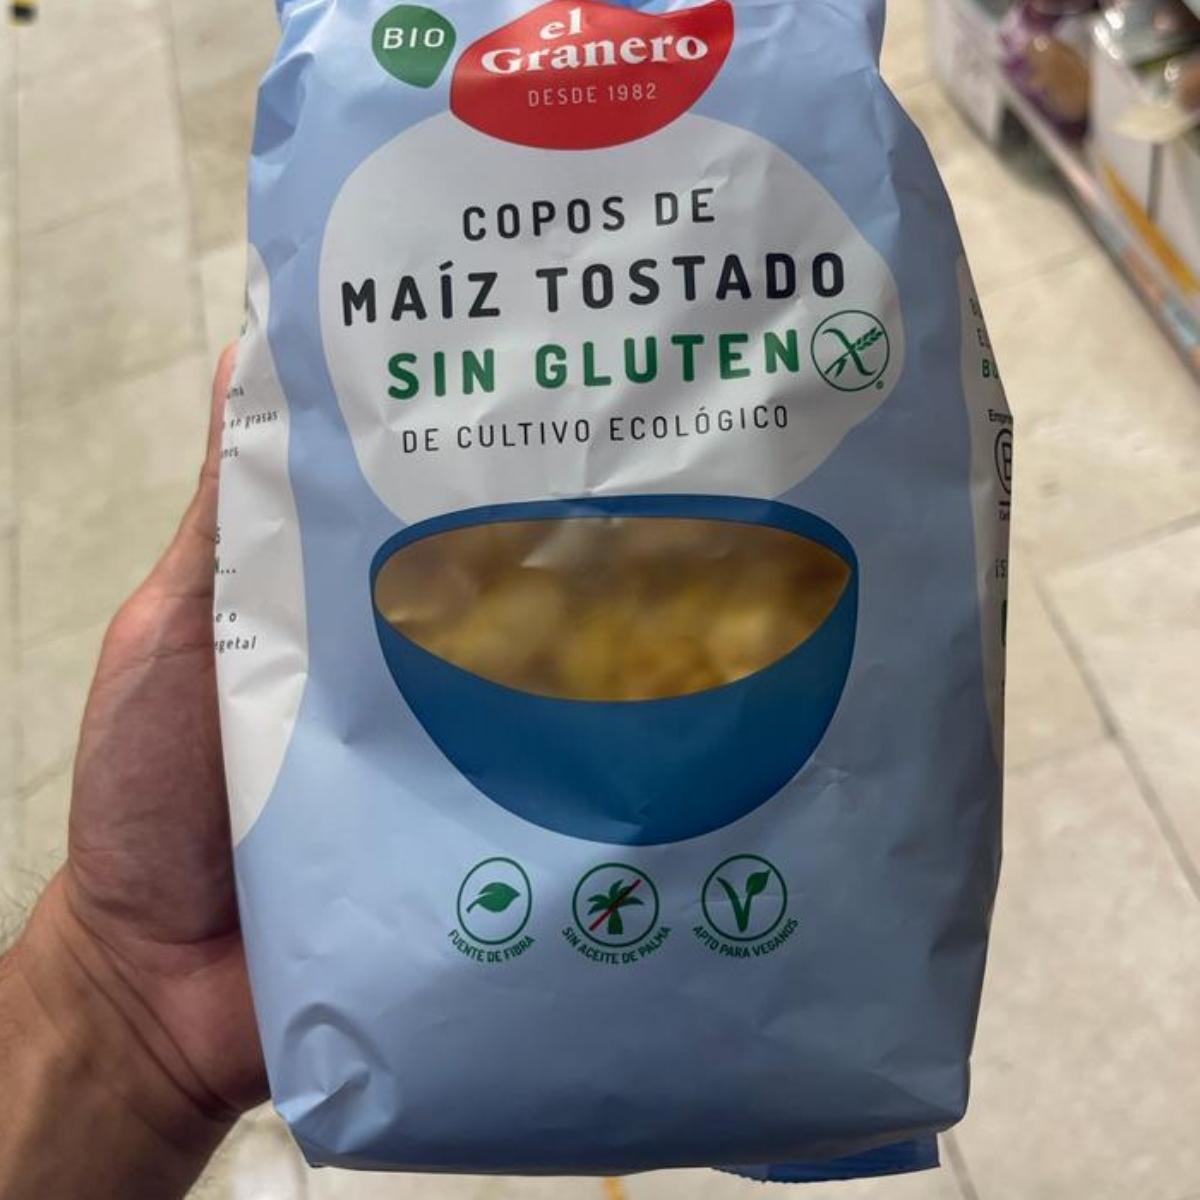 BIO
el
Granero
DESDE 1982
COPOS DE
MAÍZ TOSTADO
SIN GLUTEN
DE CULTIVO ECOLÓGICO
grasas
FUENTE DE FIBRA
SIN ACEITE DE PALMA
APTO PARA VEGANOS